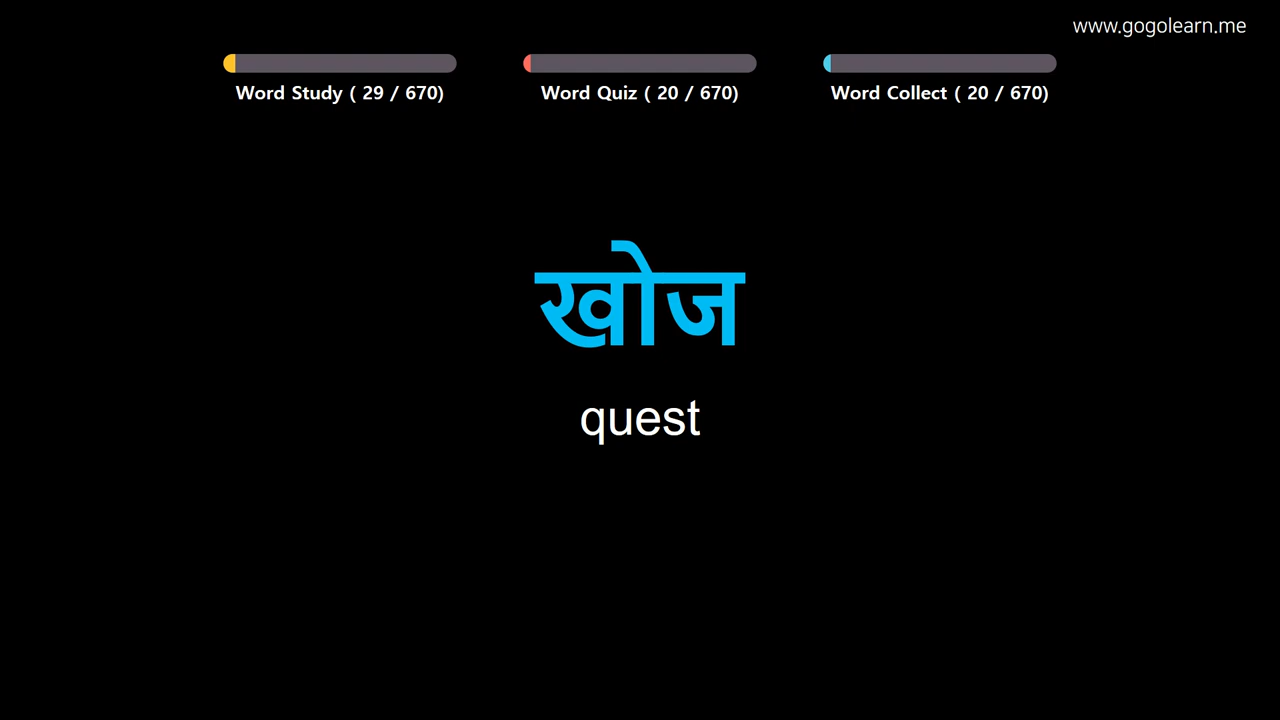 www.gogolearn.me
Word Study ( 29 / 670)
Word Quiz ( 20 / 670)
Word Collect ( 20 / 670)
खोज
quest